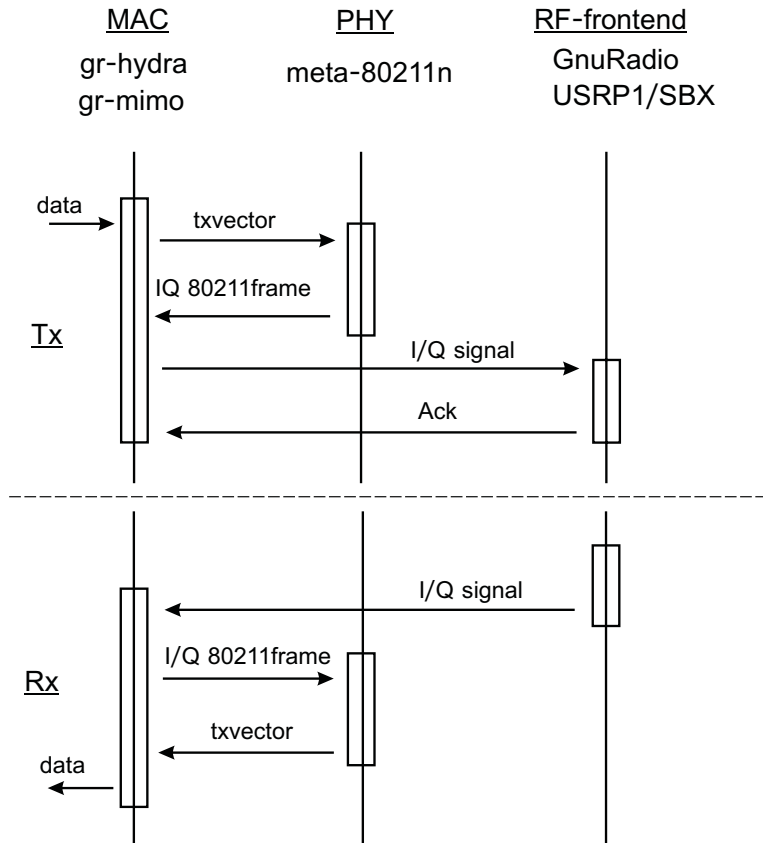 MAC
PHY
RF-frontend
gr-hydra
gr-mimo
meta-80211n
GnuRadio
USRP1/SBX
data
txvector
IQ 80211frame
Tx
I/Q signal
Ack
I/Q signal
I/Q 80211frame
Rx
txvector
data